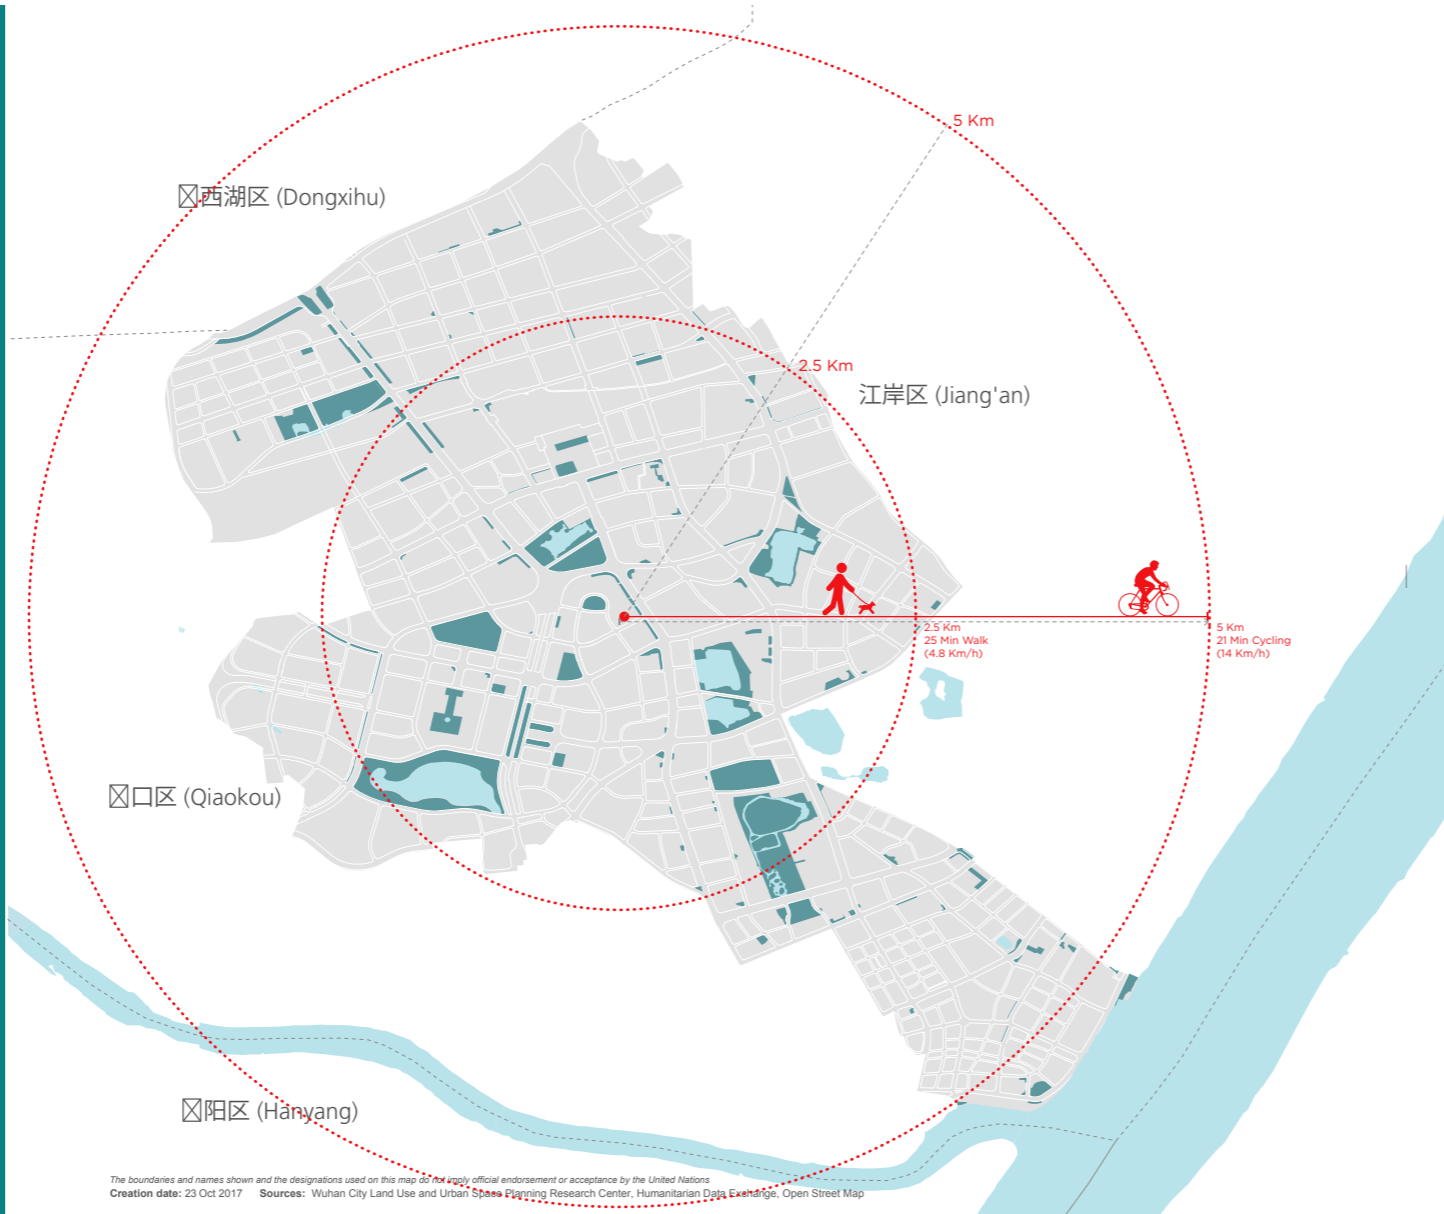 5 Km
西湖区 (Dongxihu)
2.5 Km
江岸区 (Jiang'an)
2.5 Km
25 Min Walk
(4.8 Km/h)
5 Km
21 Min Cycling
(14 Km/h)
口区 (Qiaokou)
阳区 (Hanyang)
The boundaries and names shown and the designations used on this map do not imply official endorsement or acceptance by the United Nations
Creation date: 23 Oct 2017 Sources: Wuhan City Land Use and Urban Space Planning Research Center, Humanitarian Data Exchange, Open Street Map